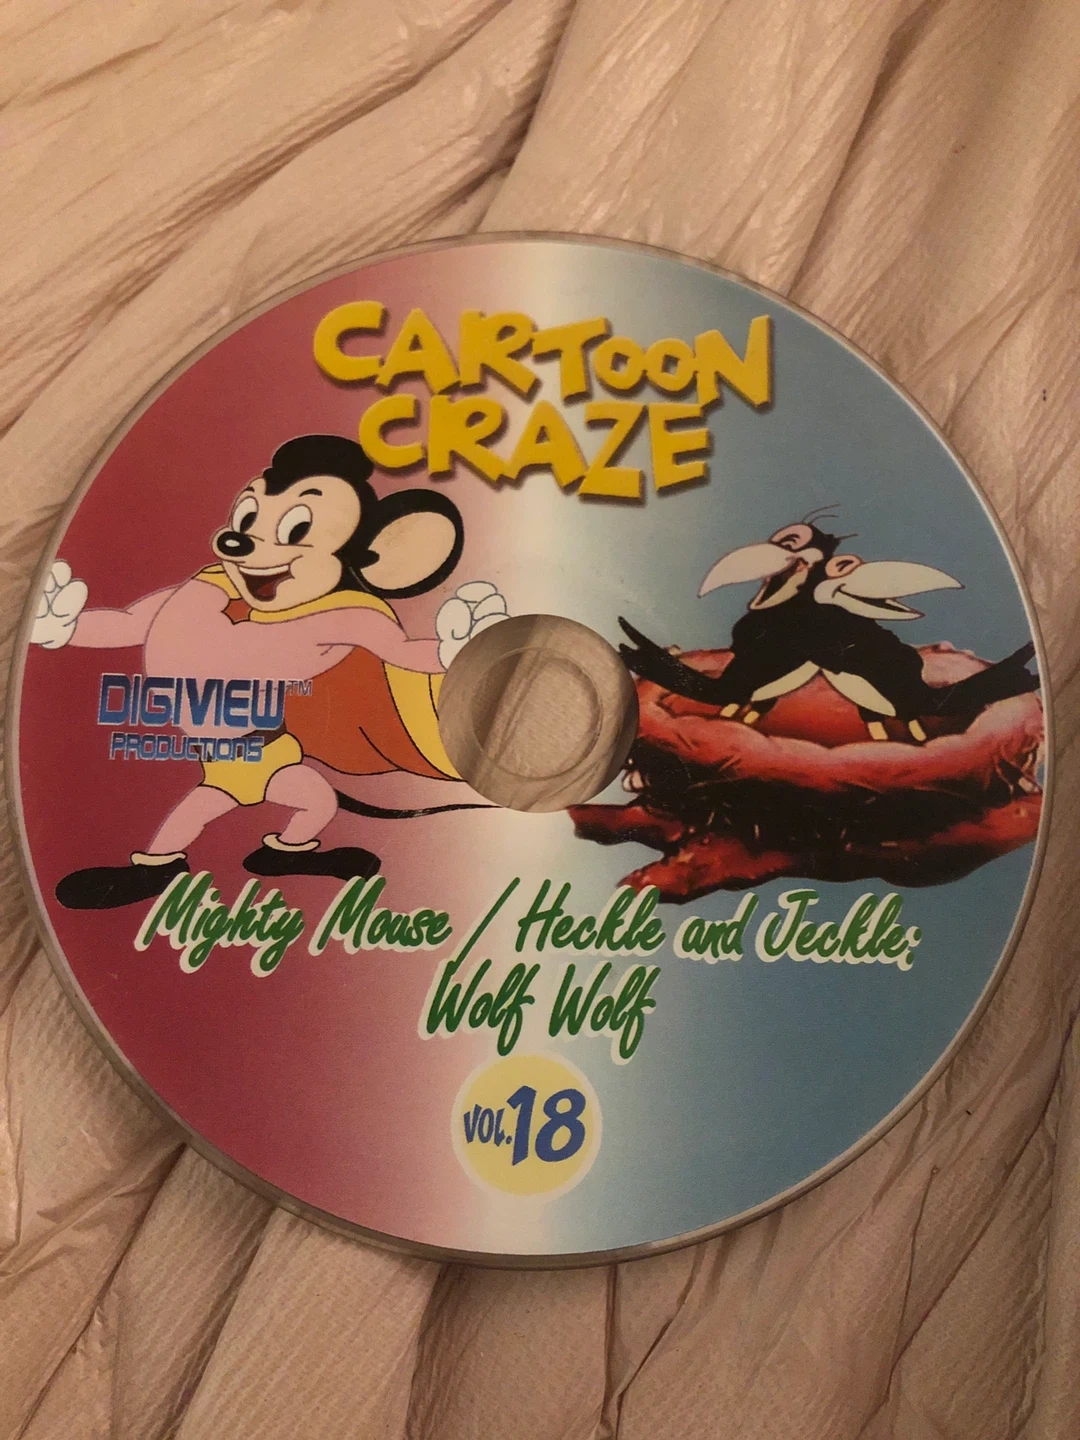 CARTOON
CRAZE
DIGIVIEW™
PRODUCTIONS
Mighty Mouse / Heckle and Jeckle:
Wolf Wolf
VOL.18